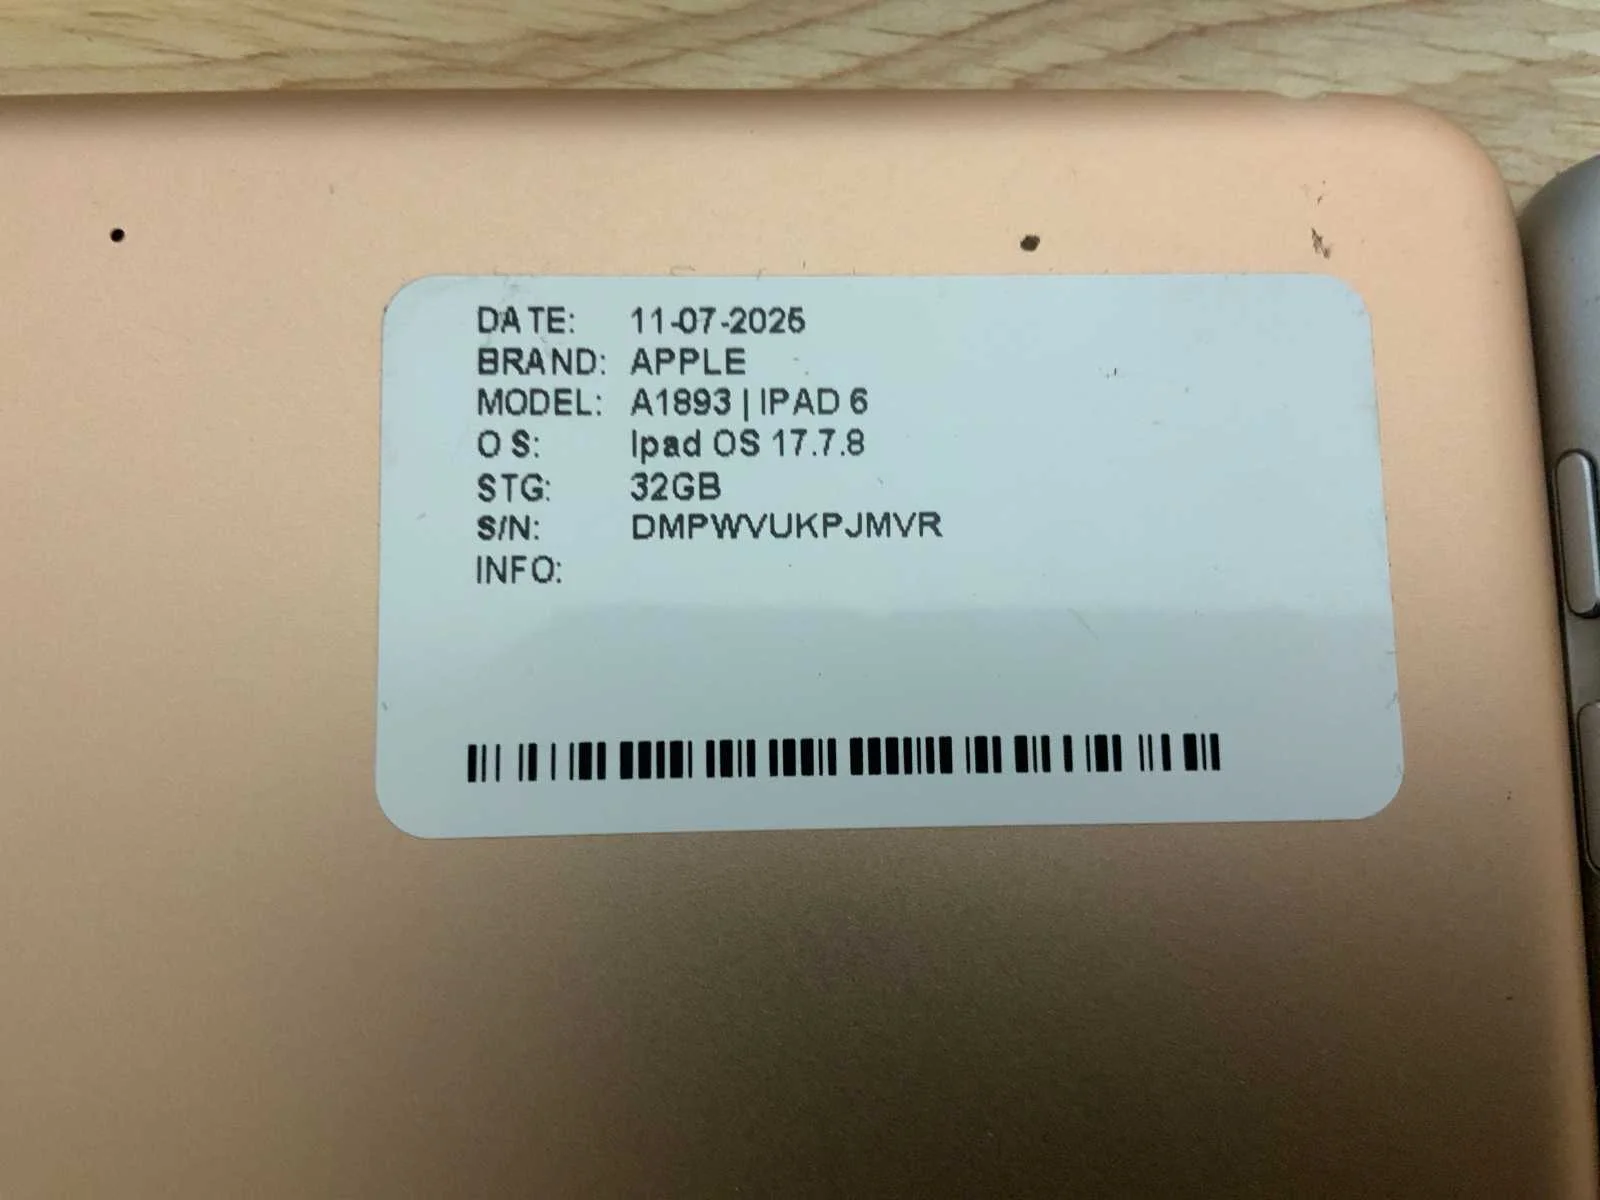 DATE: 11-07-2025
BRAND: APPLE
MODEL: A1893 | IPAD 6
O S: Ipad OS 17.7.8
STG: 32GB
S/N: DMPWVUKPJMVR
INFO: